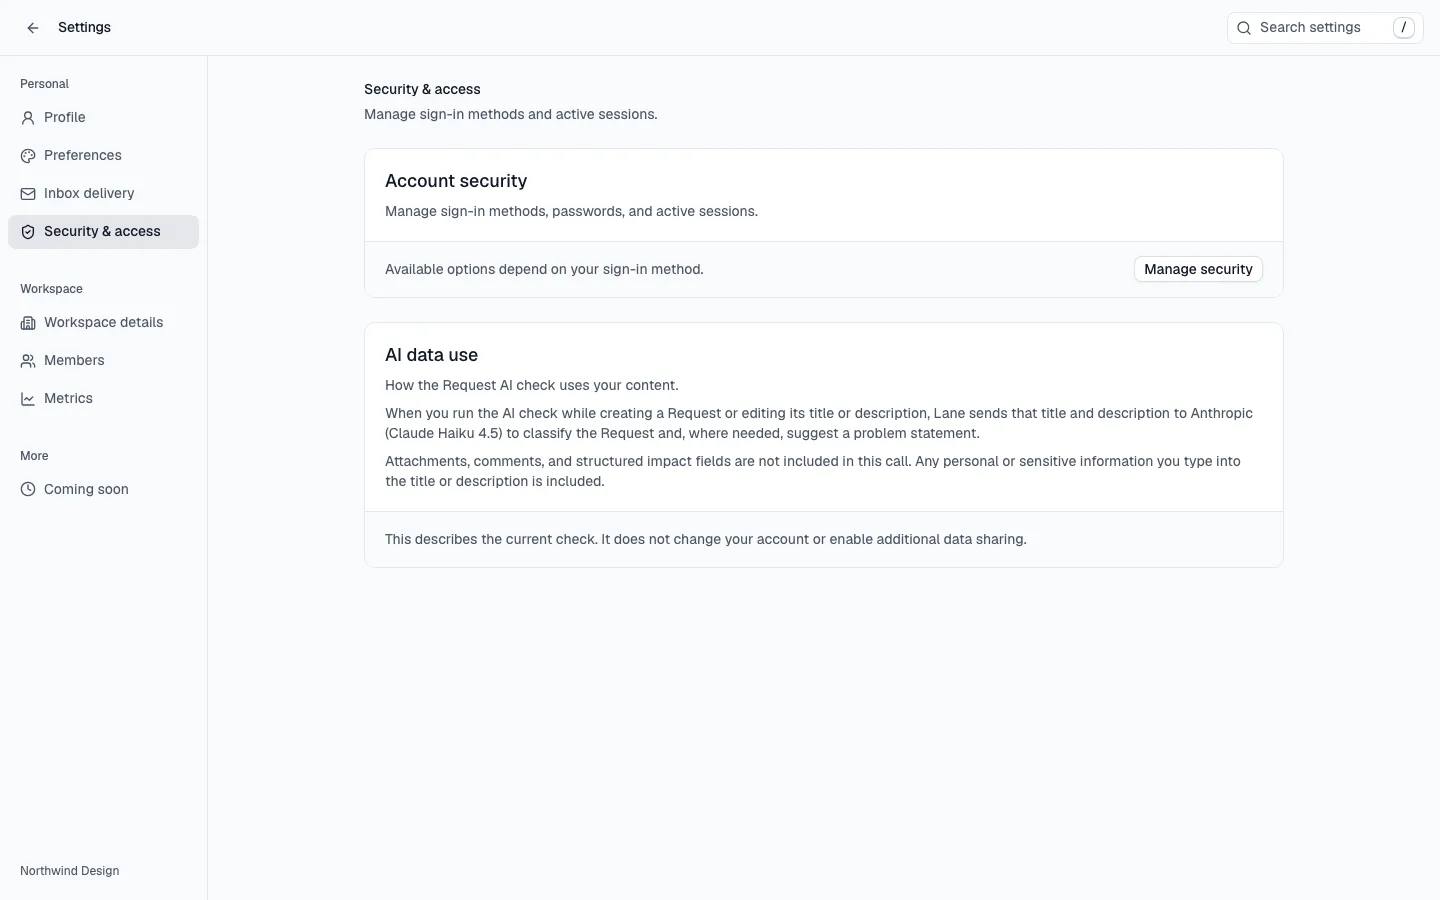 Settings
Search settings
/
Personal
Profile
Preferences
Inbox delivery
Security & access
Workspace
Workspace details
Members
Metrics
More
Coming soon
Northwind Design
Security & access
Manage sign-in methods and active sessions.
Account security
Manage sign-in methods, passwords, and active sessions.
Available options depend on your sign-in method.
Manage security
AI data use
How the Request AI check uses your content.
When you run the AI check while creating a Request or editing its title or description, Lane sends that title and description to Anthropic
(Claude Haiku 4.5) to classify the Request and, where needed, suggest a problem statement.
Attachments, comments, and structured impact fields are not included in this call. Any personal or sensitive information you type into
the title or description is included.
This describes the current check. It does not change your account or enable additional data sharing.